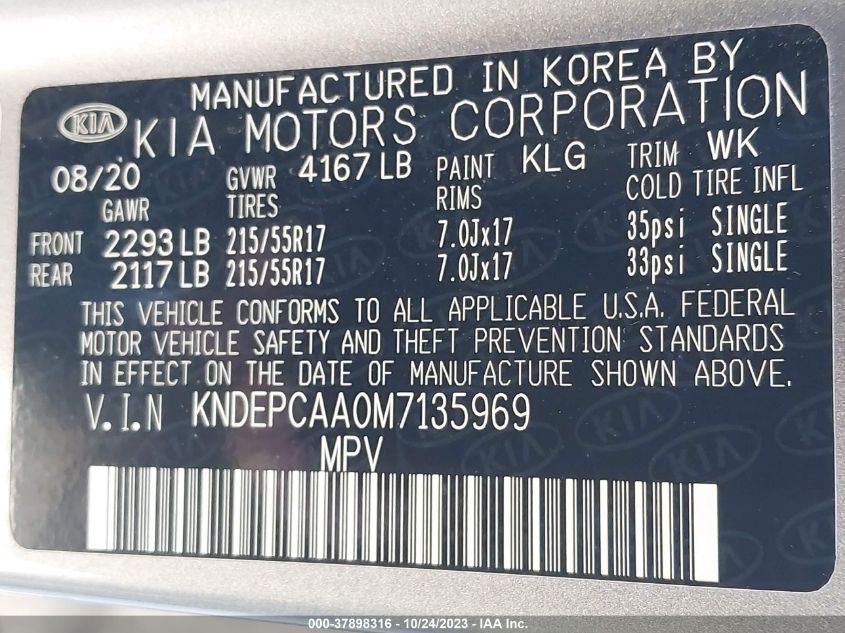 MANUFACTURED IN KOREA BY
KIA KIA MOTORS CORPORATION
08/20 GVWR 4167 LB PAINT KLG TRIM WK
GAWR TIRES RIMS COLD TIRE INFL
FRONT 2293 LB 215/55R17 7.0Jx17 35psi SINGLE
REAR 2117 LB 215/55R17 7.0Jx17 33psi SINGLE
THIS VEHICLE CONFORMS TO ALL APPLICABLE U.S.A. FEDERAL
MOTOR VEHICLE SAFETY AND THEFT PREVENTION STANDARDS
IN EFFECT ON THE DATE OF MANUFACTURE SHOWN ABOVE.
V.I.N KNDEPCAA0M7135969
MPV
000-37898316 - 10/24/2023 - IAA Inc.